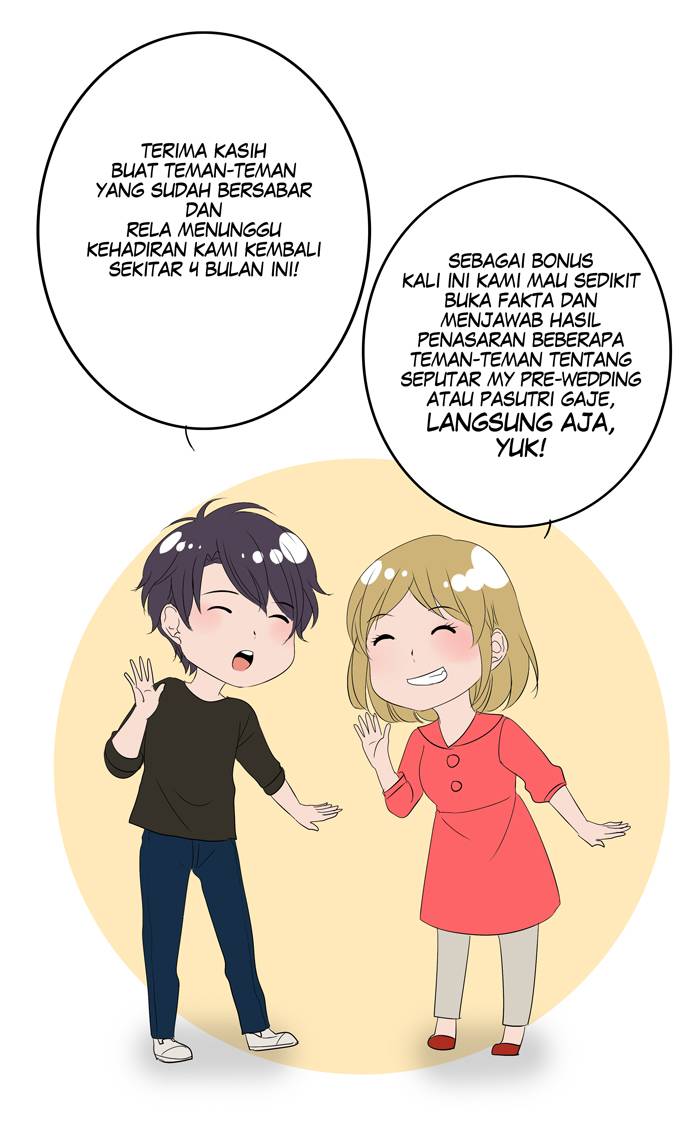 TERIMA KASIH
BUAT TEMAN-TEMAN
YANG SUDAH BERSABAR
DAN
RELA MENUNGGU
KEHADIRAN KAMI KEMBALI
SEKITAR 4 BULAN INI!
SEBAGAI BONUS
KALI INI KAMI MAU SEDIKIT
BUKA FAKTA DAN
MENJAWAB HASIL
PENASARAN BEBERAPA
TEMAN-TEMAN TENTANG
SEPUTAR MY PRE-WEDDING
ATAU PASUTRI GAJE,
LANGSUNG AJA,
YUK!